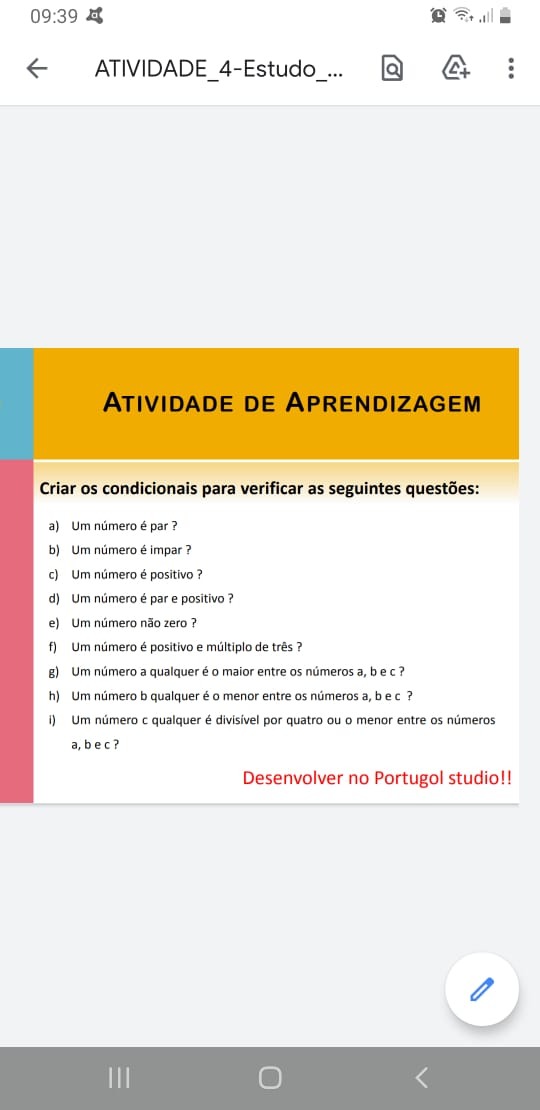 09:39
ATIVIDADE_4-Estudo_...
ATIVIDADE DE APRENDIZAGEM
Criar os condicionais para verificar as seguintes questões:
a) Um número é par ?
b) Um número é impar ?
c) Um número é positivo ?
d) Um número é par e positivo ?
e) Um número não zero ?
f) Um número é positivo e múltiplo de três ?
g) Um número a qualquer é o maior entre os números a, b e c ?
h) Um número b qualquer é o menor entre os números a, b e c ?
i) Um número c qualquer é divisível por quatro ou o menor entre os números
a, b e c ?
Desenvolver no Portugol studio!!